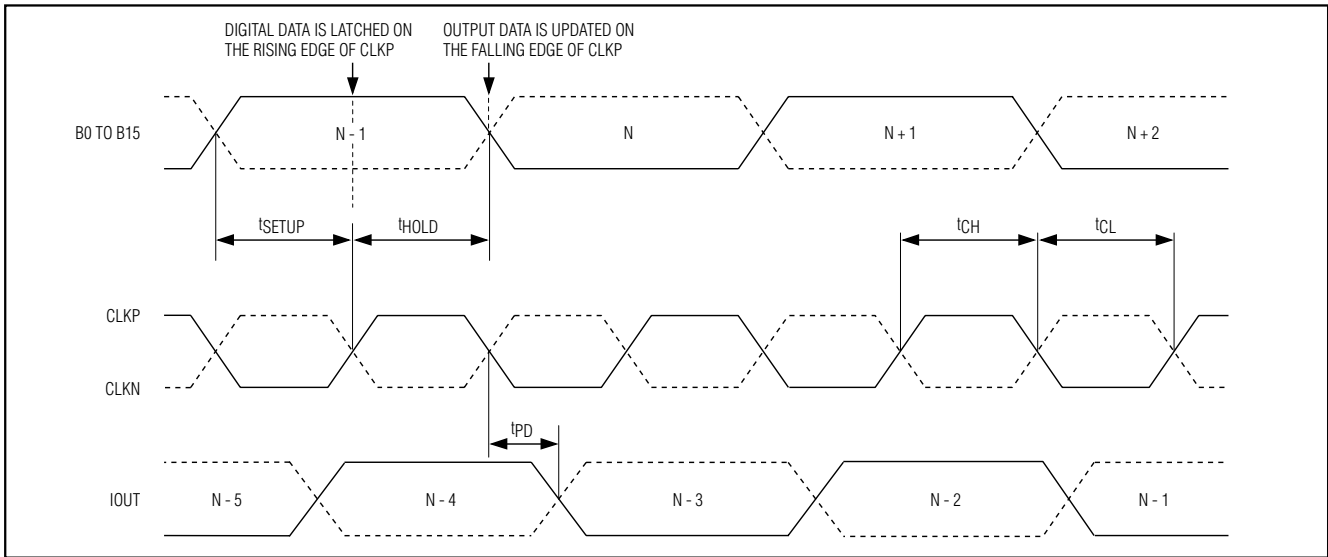 DIGITAL DATA IS LATCHED ON
THE RISING EDGE OF CLKP
OUTPUT DATA IS UPDATED ON
THE FALLING EDGE OF CLKP
B0 TO B15
N - 1
N
N + 1
N + 2
tSETUP
tHOLD
tCH
tCL
CLKP
CLKN
tPD
IOUT
N - 5
N - 4
N - 3
N - 2
N - 1